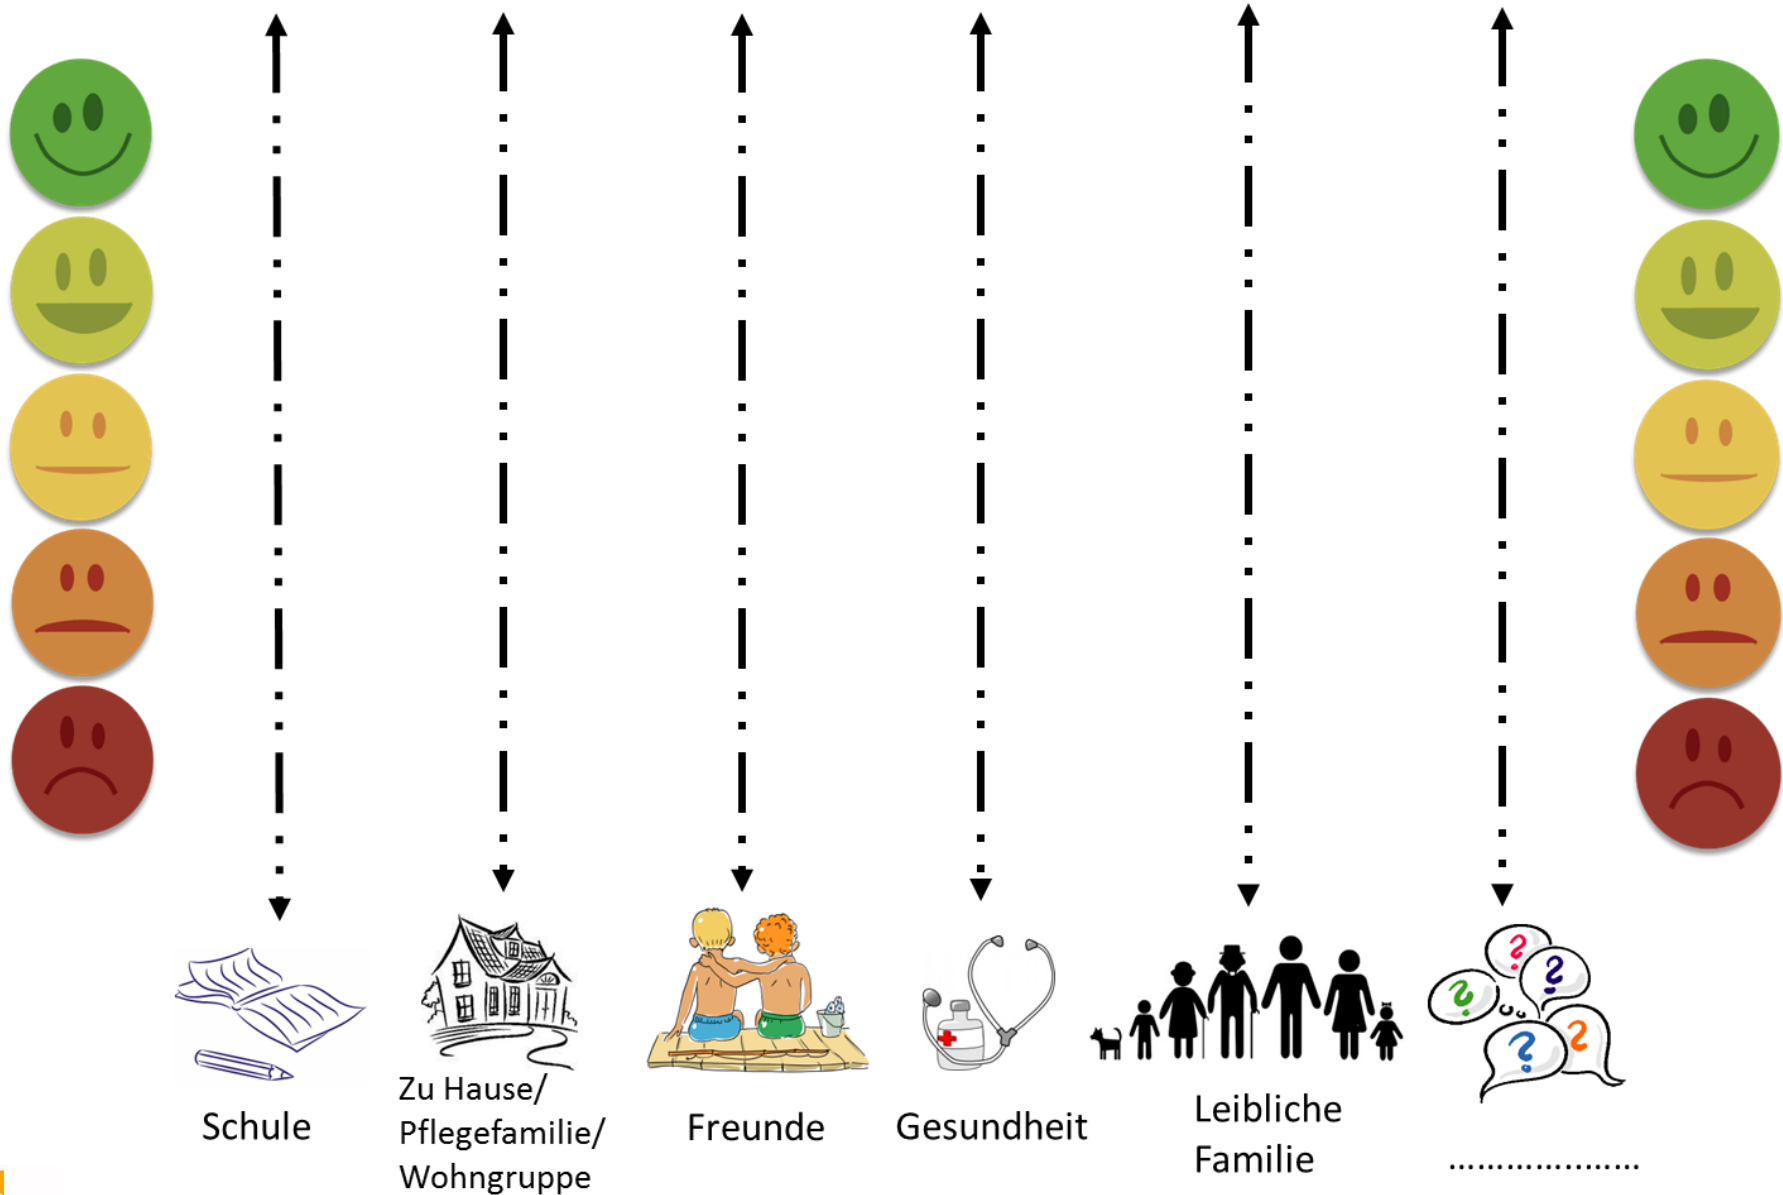 Schule
Zu Hause/
Pflegefamilie/
Wohngruppe
Freunde
Gesundheit
Leibliche
Familie
? ? ? ? ?
………………….